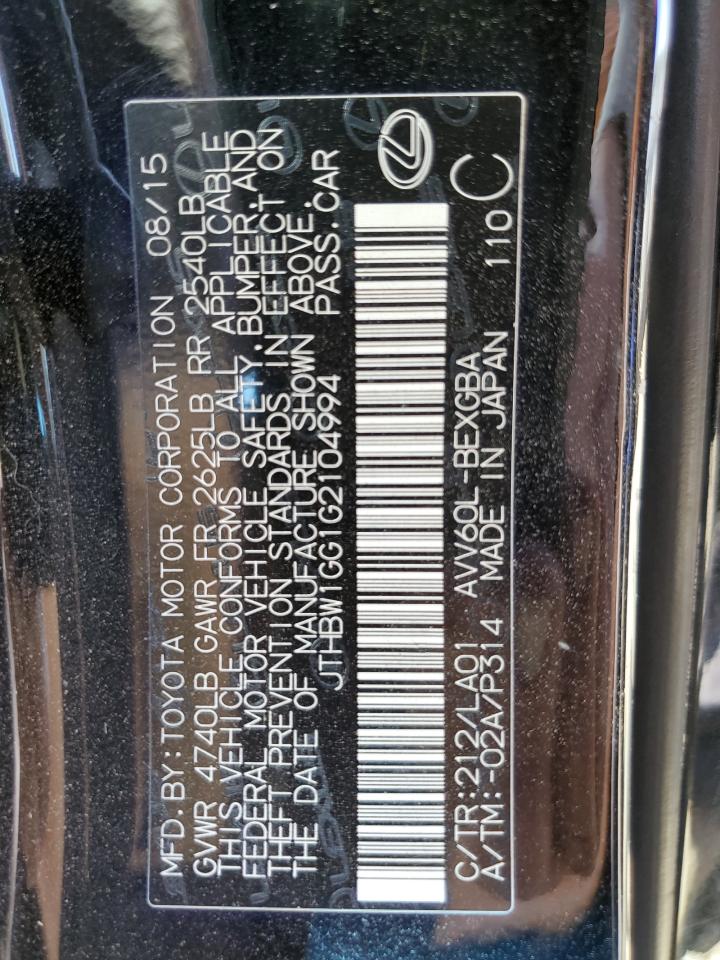 MFD. BY: TOYOTA MOTOR CORPORATION 08/15
GVWR 4740LB GAWR FR 2625LB RR 2540LB
THIS VEHICLE CONFORMS TO ALL APPLICABLE
FEDERAL MOTOR VEHICLE SAFETY, BUMPER, AND
THEFT PREVENTION STANDARDS IN EFFECT ON
THE DATE OF MANUFACTURE SHOWN ABOVE.
JTHBW1GG1G2104994 PASS. CAR
C/TR:212/LA01 AVV60L-BEXGBA 110 C
A/TM:-02A/P314 MADE IN JAPAN